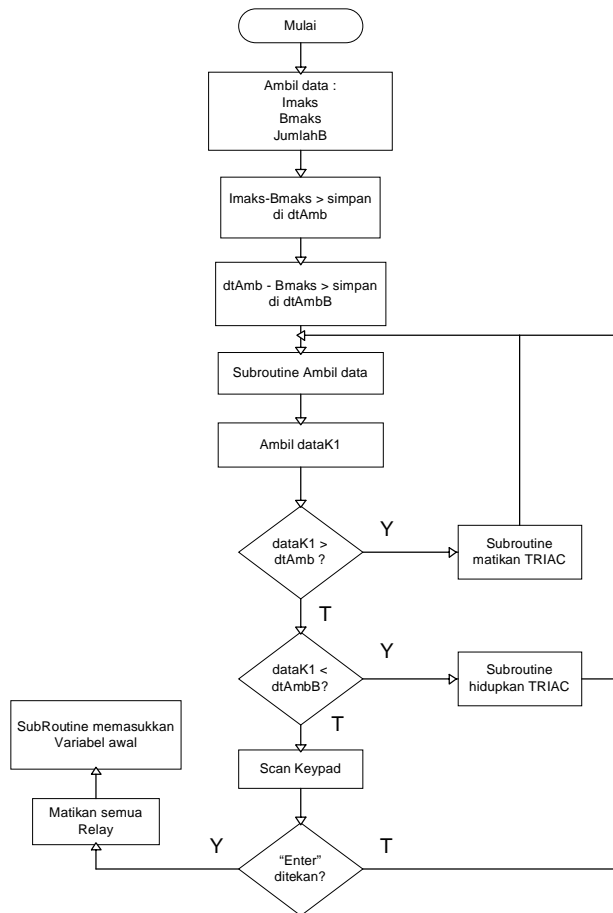 Mulai
Ambil data :
Imaks
Bmaks
JumlahB
Imaks-Bmaks > simpan
di dtAmb
dtAmb - Bmaks > simpan
di dtAmbB
Subroutine Ambil data
Ambil dataK1
dataK1 >
dtAmb ?
Y
Subroutine
matikan TRIAC
T
dataK1 <
dtAmbB?
Y
Subroutine
hidupkan TRIAC
T
Scan Keypad
“Enter”
ditekan?
T
Y
Matikan semua
Relay
SubRoutine memasukkan
Variabel awal